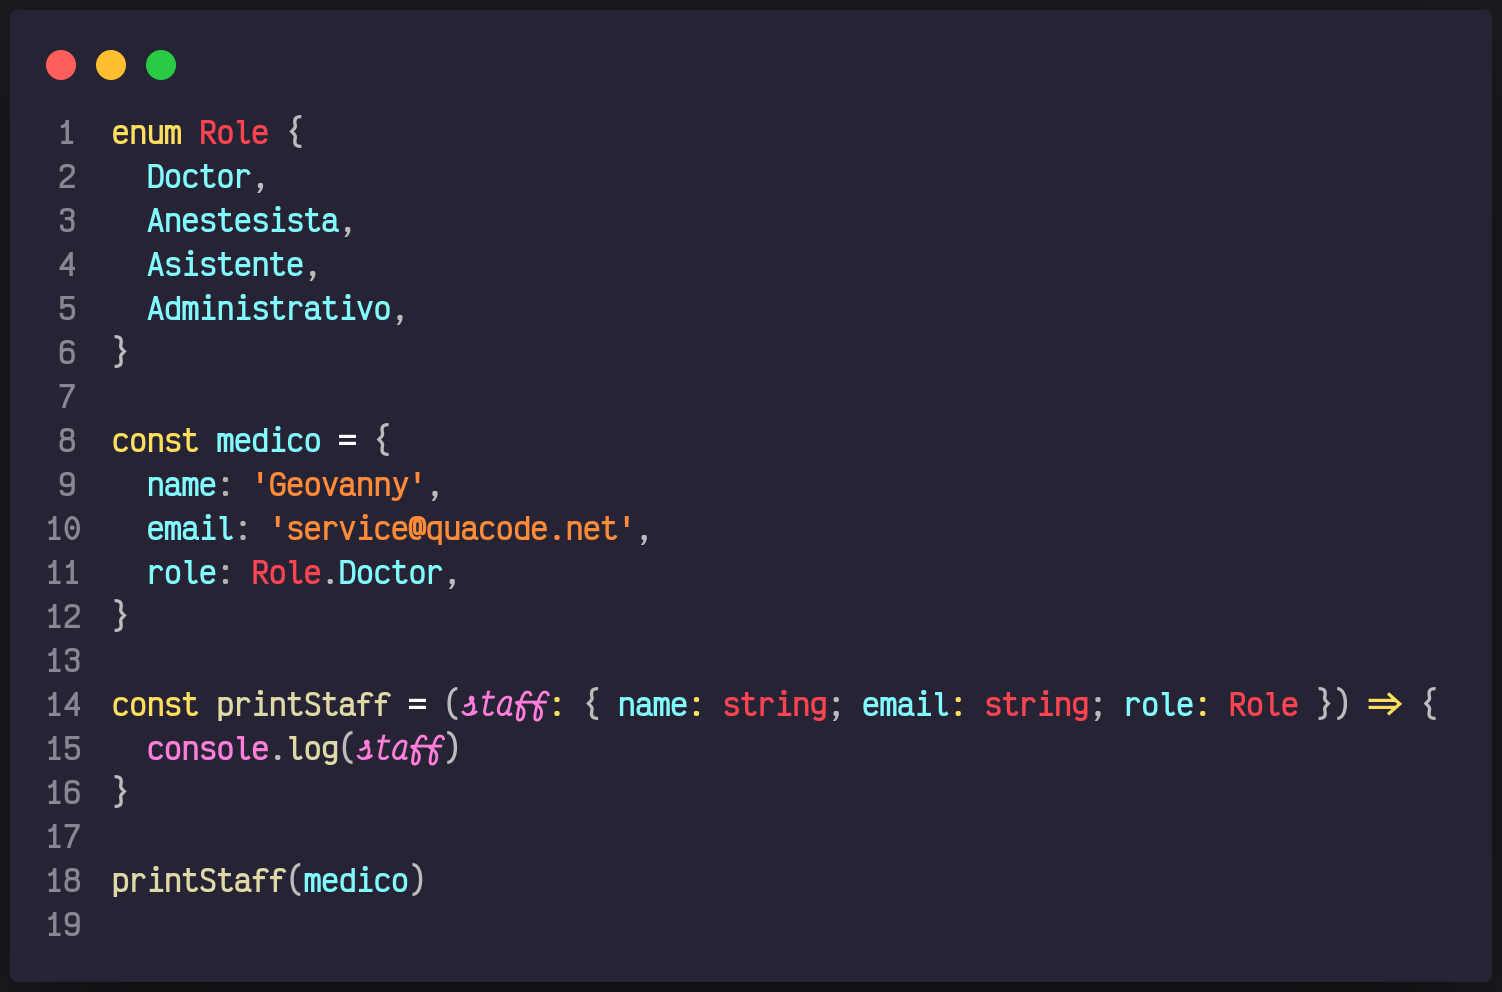 1 enum Role {
2   Doctor,
3   Anestesista,
4   Asistente,
5   Administrativo,
6 }
7
8 const medico = {
9   name: 'Geovanny',
10   email: 'service@quacode.net',
11   role: Role.Doctor,
12 }
13
14 const printStaff = (staff: { name: string; email: string; role: Role }) => {
15   console.log(staff)
16 }
17
18 printStaff(medico)
19